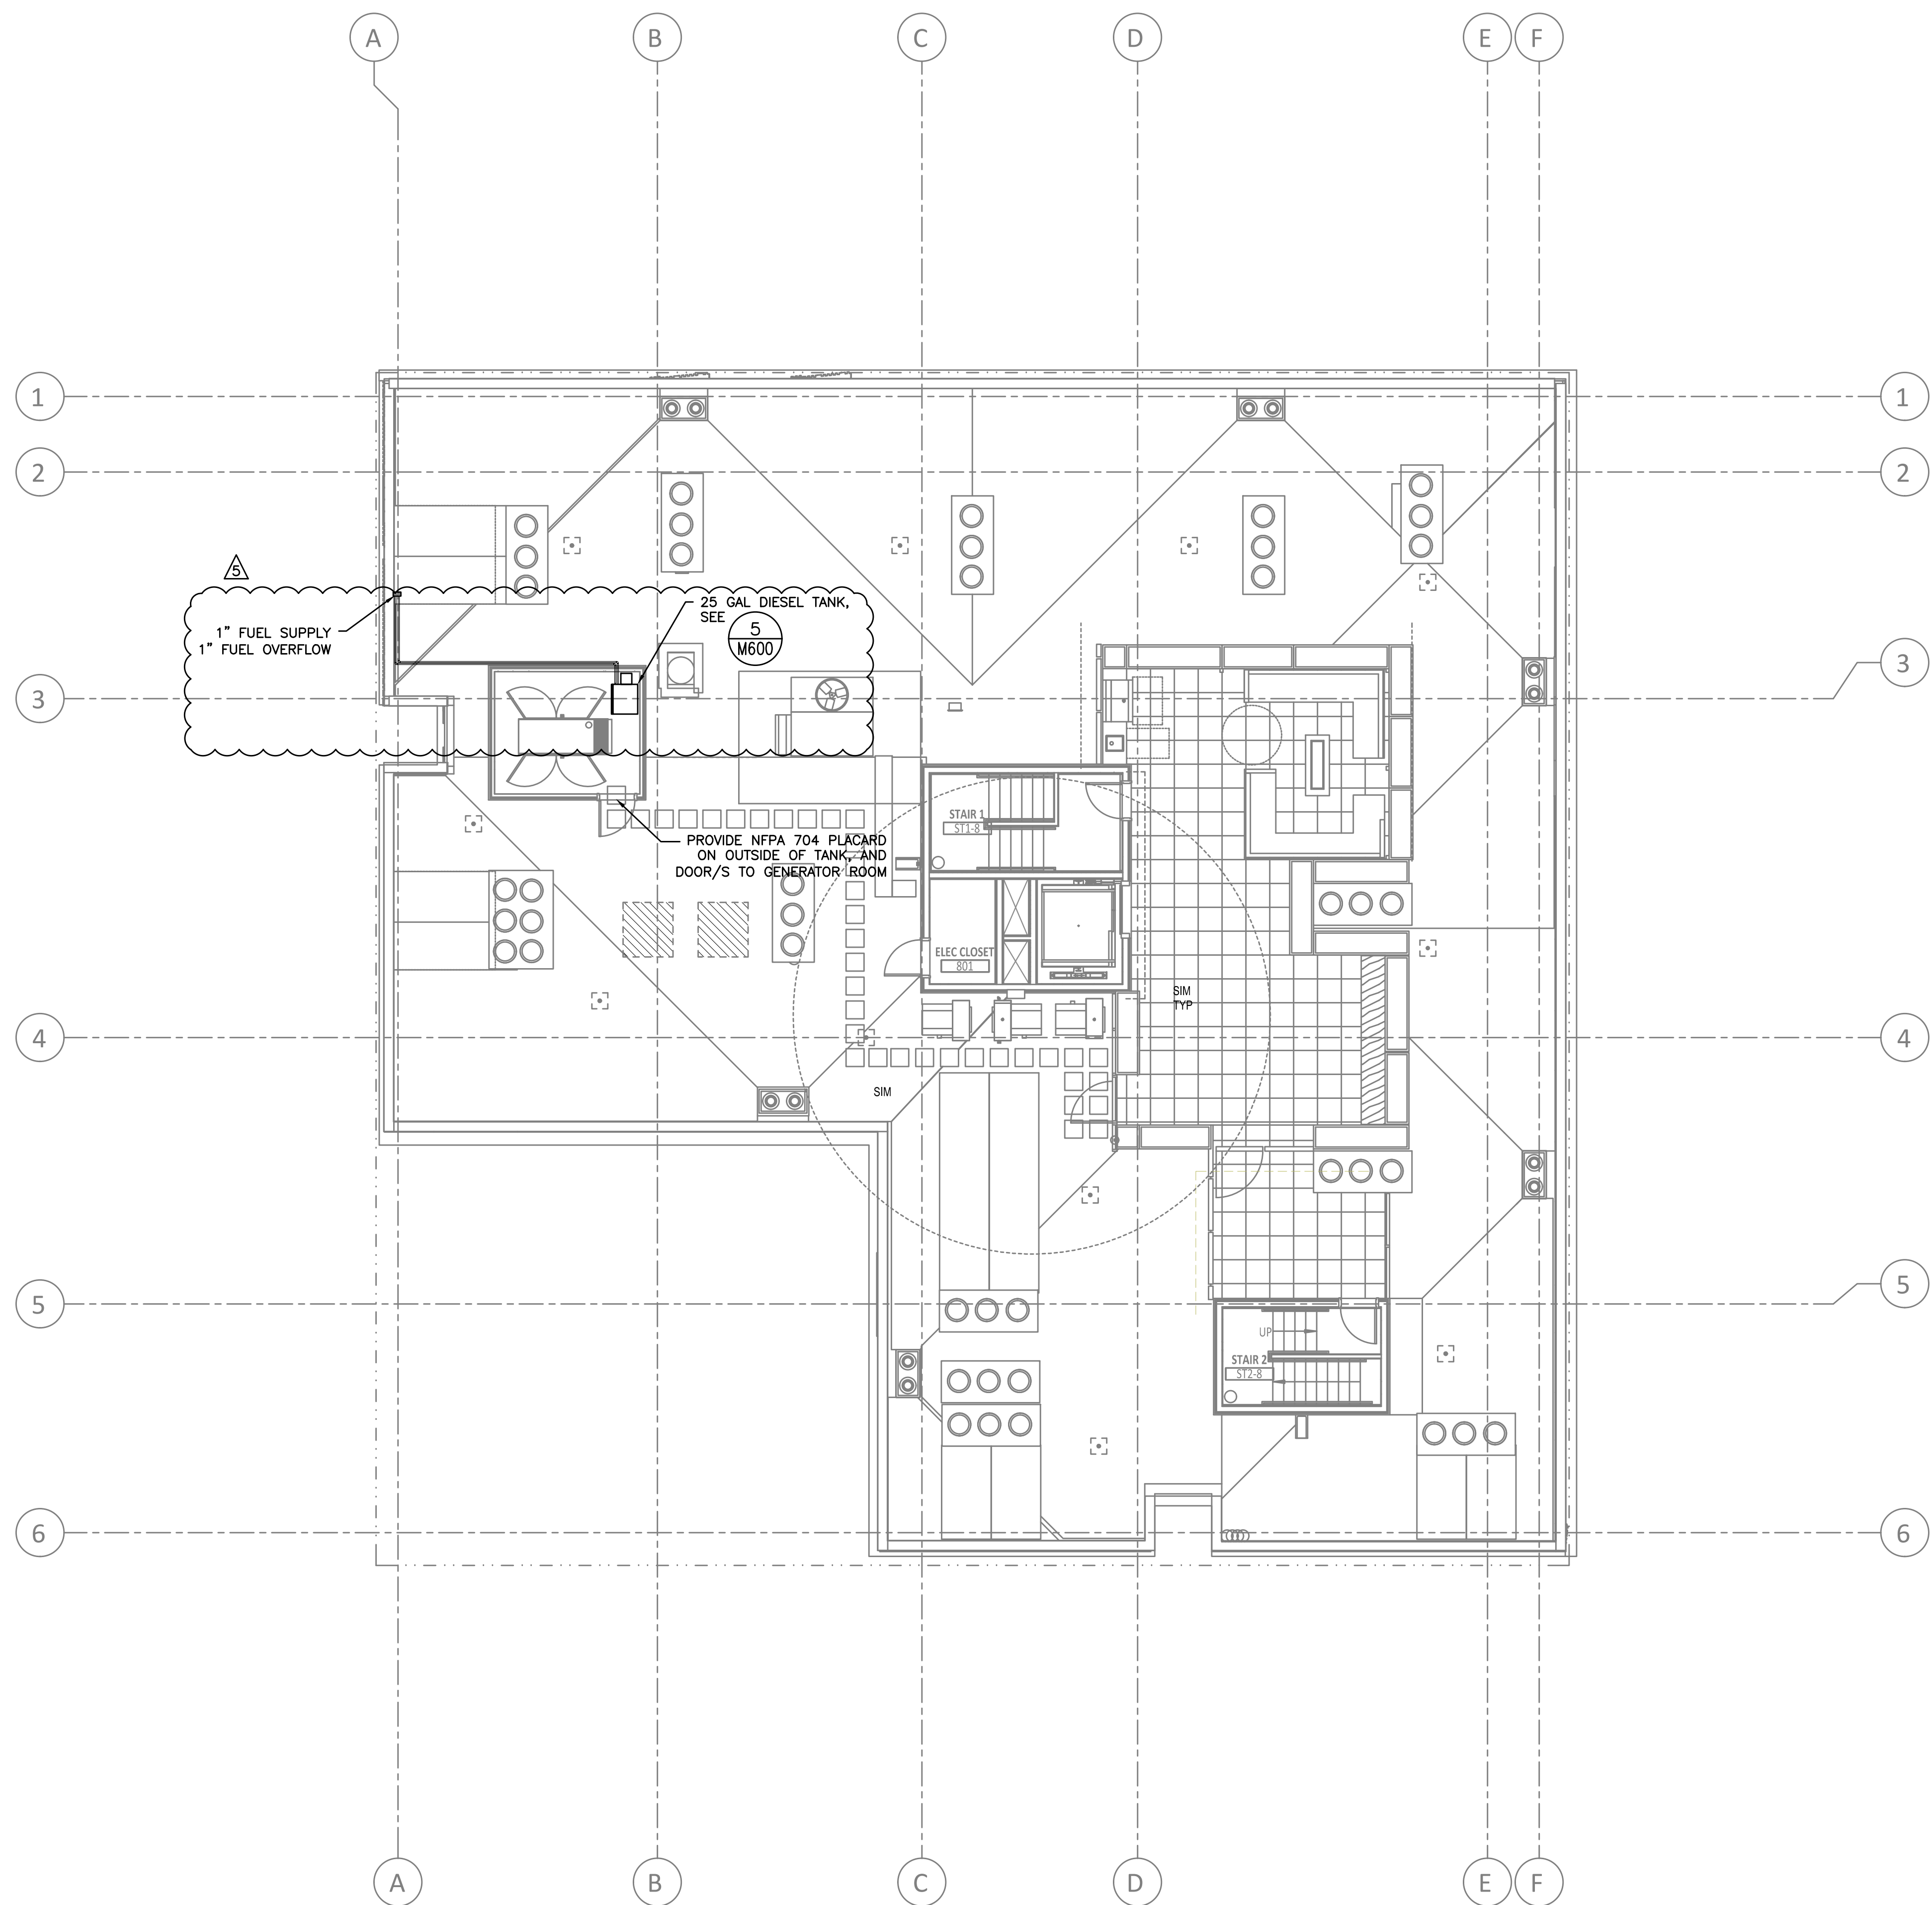 A B C D E F
1 1
2 2
5
25 GAL DIESEL TANK,
SEE
5
M600
1" FUEL SUPPLY
1" FUEL OVERFLOW
3 3
STAIR 1
ST1-8
PROVIDE NFPA 704 PLACARD
ON OUTSIDE OF TANK, AND
DOOR/S TO GENERATOR ROOM
ELEC CLOSET
801
SIM
TYP
4 4
SIM
5 5
UP
STAIR 2
ST2-8
6 6
A B C D E F